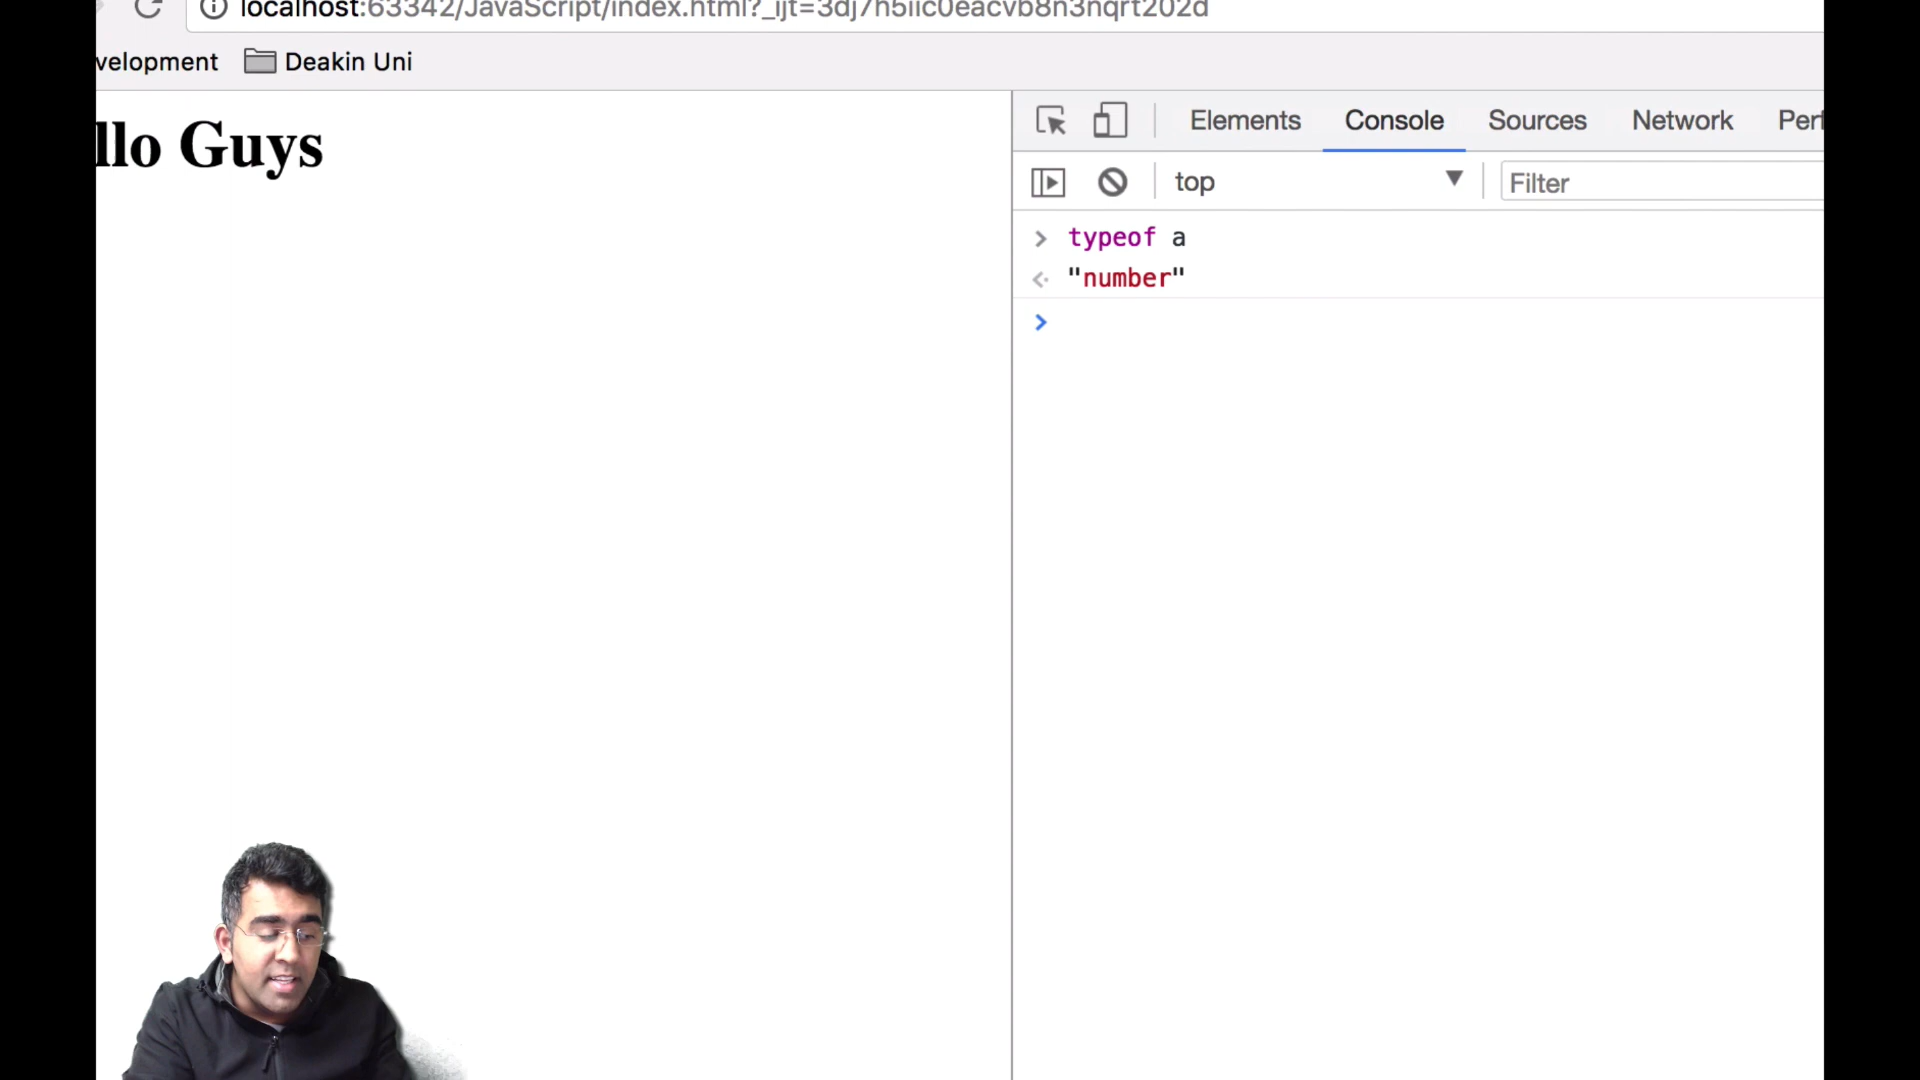 localhost:63342/JavaScript/index.html?_ijt=3dj7h5iic0eacvb8n3nqrt202d
velopment Deakin Uni
llo Guys
Elements Console Sources Network Perf
top Filter
typeof a
"number"